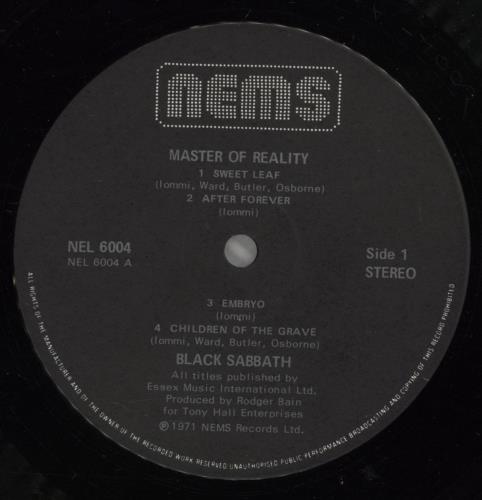 nems
MASTER OF REALITY
1 SWEET LEAF
(Iommi, Ward, Butler, Osborne)
2 AFTER FOREVER
(Iommi)
NEL 6004
NEL 6004 A
Side 1
STEREO
3 EMBRYO
(Iommi)
4 CHILDREN OF THE GRAVE
(Iommi, Ward, Butler, Osborne)
BLACK SABBATH
All titles published by
Essex Music International Ltd.
Produced by Rodger Bain
for Tony Hall Enterprises
℗ 1971 NEMS Records Ltd.
ALL RIGHTS OF THE MANUFACTURER AND OF THE OWNER OF THE RECORDED WORK RESERVED UNAUTHORISED PUBLIC PERFORMANCE BROADCASTING AND COPYING OF THIS RECORD PROHIBITED